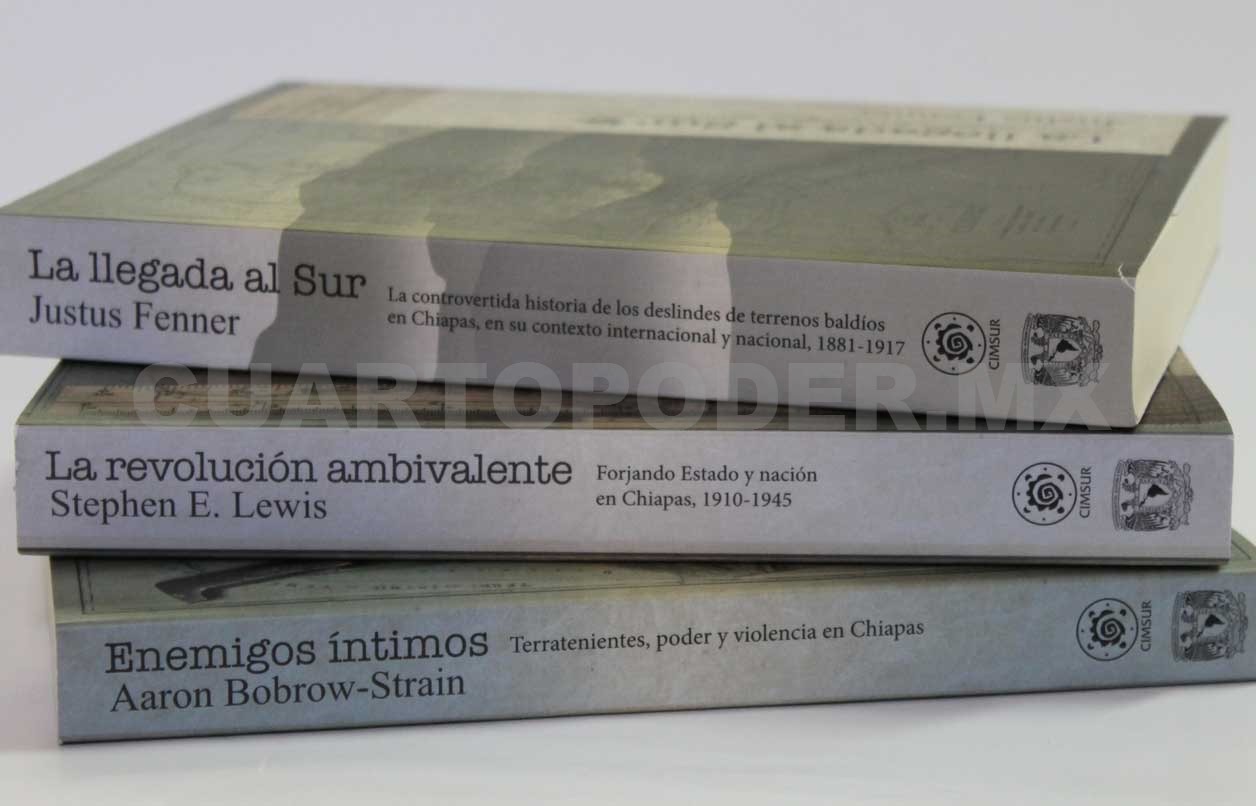 La llegada al Sur
Justus Fenner
La controvertida historia de los deslindes de terrenos baldíos
en Chiapas, en su contexto internacional y nacional, 1881-1917
CIMSUR
CUARTOPODER.MX
La revolución ambivalente
Stephen E. Lewis
Forjando Estado y nación
en Chiapas, 1910-1945
CIMSUR
Enemigos íntimos
Aaron Bobrow-Strain
Terratenientes, poder y violencia en Chiapas
CIMSUR